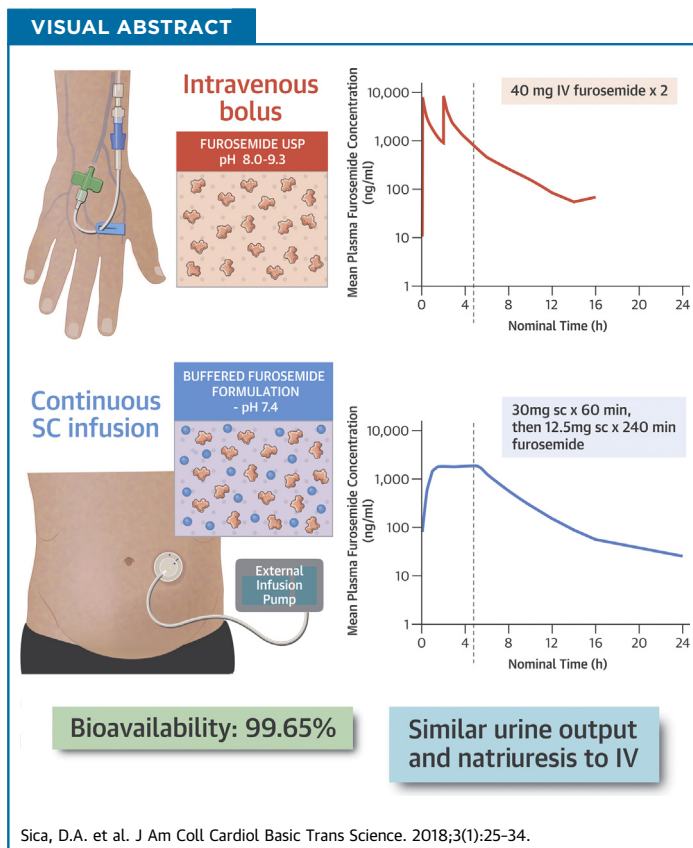 VISUAL ABSTRACT
Intravenous
bolus
FUROSEMIDE USP
pH 8.0-9.3
Mean Plasma Furosemide Concentration
(ng/ml)
40 mg IV furosemide x 2
10,000
1,000
100
10
1
0
4
8
12
16
20
24
Nominal Time (h)
Continuous
SC infusion
BUFFERED FUROSEMIDE
FORMULATION
- pH 7.4
External
Infusion
Pump
Mean Plasma Furosemide Concentration
(ng/ml)
30mg sc x 60 min,
then 12.5mg sc x 240 min
furosemide
10,000
1,000
100
10
1
0
4
8
12
16
20
24
Nominal Time (h)
Bioavailability: 99.65%
Similar urine output
and natriuresis to IV
Sica, D.A. et al. J Am Coll Cardiol Basic Trans Science. 2018;3(1):25–34.